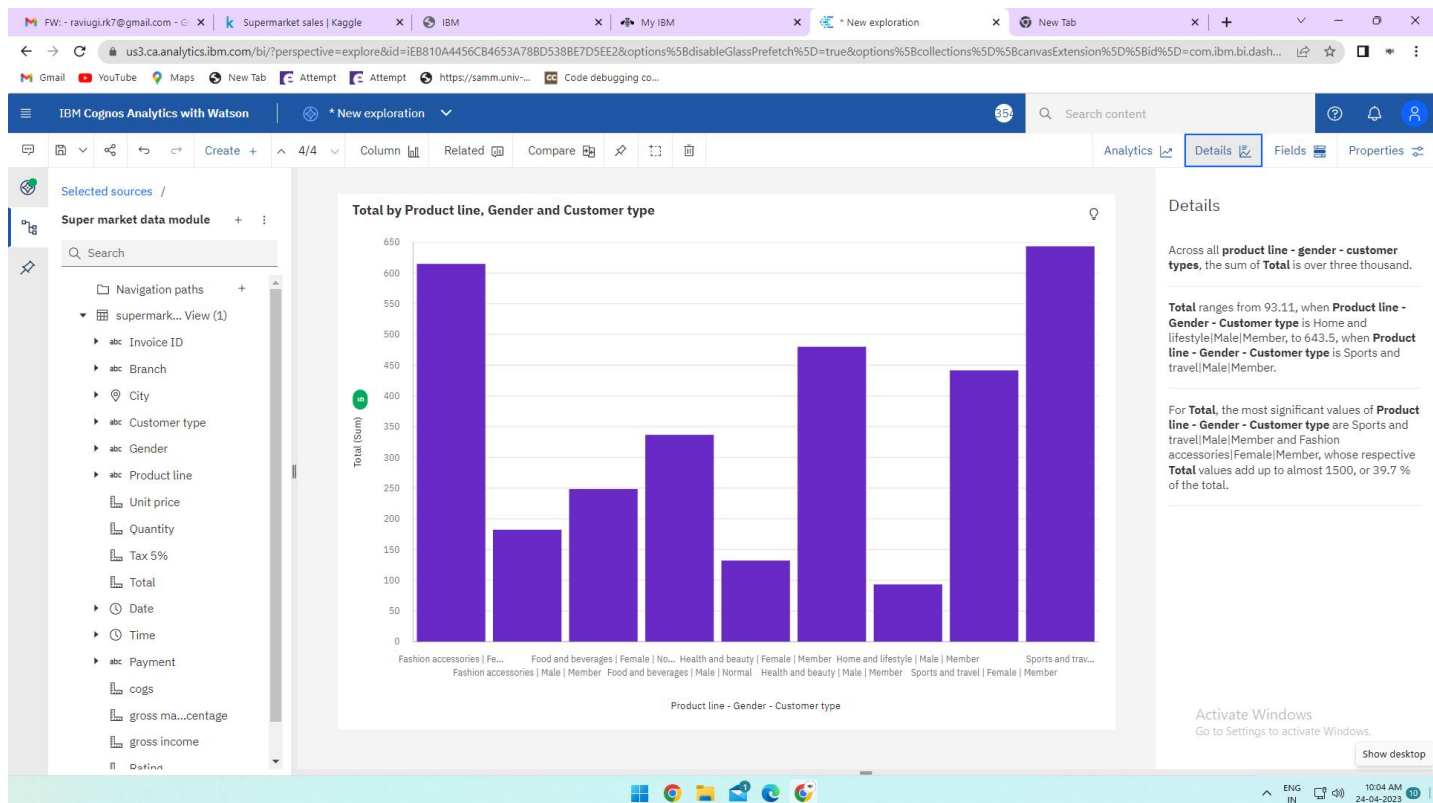 FW: - raviugi.rk7@gmail.com - G
Supermarket sales | Kaggle
IBM
My IBM
* New exploration
New Tab
us3.ca.analytics.ibm.com/bi/?perspective=explore&id=iEB810A4456CB4653A78BD538BE7D5EE2&options%5BdisableGlassPrefetch%5D=true&options%5Bcollections%5D%5BcanvasExtension%5D%5Bid%5D=com.ibm.bi.dash...
Gmail
YouTube
Maps
New Tab
Attempt
Attempt
https://samm.univ-...
Code debugging co...
IBM Cognos Analytics with Watson
* New exploration
354
Search content
Create +
4/4
Column
Related
Compare
Analytics
Details
Fields
Properties
Selected sources /
Super market data module
Search
Navigation paths
supermark... View (1)
abc Invoice ID
abc Branch
City
abc Customer type
abc Gender
abc Product line
Unit price
Quantity
Tax 5%
Total
Date
Time
abc Payment
cogs
gross ma...centage
gross income
Rating
Total by Product line, Gender and Customer type
650
600
550
500
450
400
350
300
250
200
150
100
50
0
5
Total (Sum)
Fashion accessories | Fe...
Food and beverages | Female | No...
Health and beauty | Female | Member
Home and lifestyle | Male | Member
Sports and trav...
Fashion accessories | Male | Member
Food and beverages | Male | Normal
Health and beauty | Male | Member
Sports and travel | Female | Member
Product line - Gender - Customer type
Details
Across all product line - gender - customer
types, the sum of Total is over three thousand.
Total ranges from 93.11, when Product line -
Gender - Customer type is Home and
lifestyle|Male|Member, to 643.5, when Product
line - Gender - Customer type is Sports and
travel|Male|Member.
For Total, the most significant values of Product
line - Gender - Customer type are Sports and
travel|Male|Member and Fashion
accessories|Female|Member, whose respective
Total values add up to almost 1500, or 39.7 %
of the total.
Activate Windows
Go to Settings to activate Windows.
Show desktop
1
ENG
IN
10:04 AM
24-04-2023
10